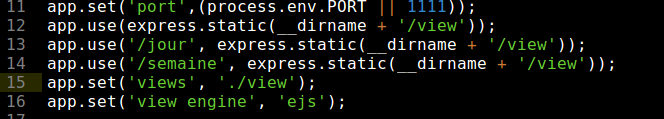 11 app.set('port',(process.env.PORT || 1111));
12 app.use(express.static(__dirname + '/view'));
13 app.use('/jour', express.static(__dirname + '/view'));
14 app.use('/semaine', express.static(__dirname + '/view'));
15 app.set('views', './view');
16 app.set('view engine', 'ejs');